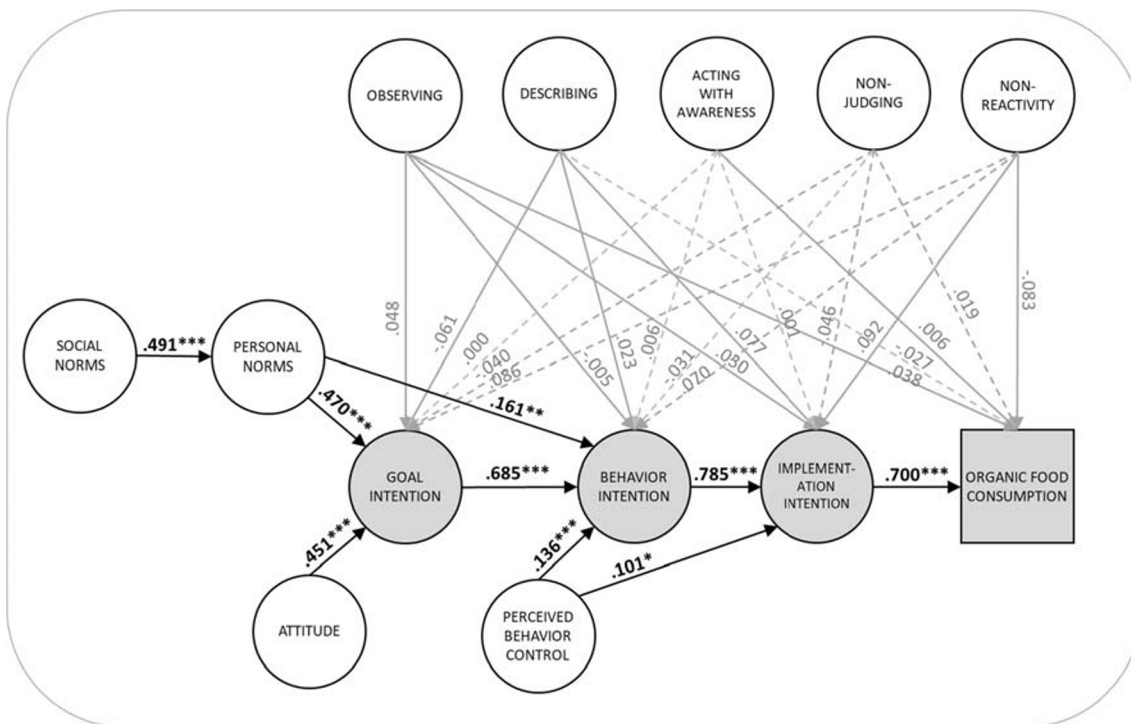 OBSERVING
DESCRIBING
ACTING
WITH
AWARENESS
NON-
JUDGING
NON-
REACTIVITY
.048
-.061
.000
-.040
.086
-.005
.023
.006
-.031
.070
.030
.077
.046
.092
.006
-.027
.038
.019
-.083
SOCIAL
NORMS
.491***
PERSONAL
NORMS
.470***
.161**
GOAL
INTENTION
.685***
BEHAVIOR
INTENTION
.785***
IMPLEMENT-
ATION
INTENTION
.700***
ORGANIC FOOD
CONSUMPTION
.451***
.136***
.101*
ATTITUDE
PERCEIVED
BEHAVIOR
CONTROL